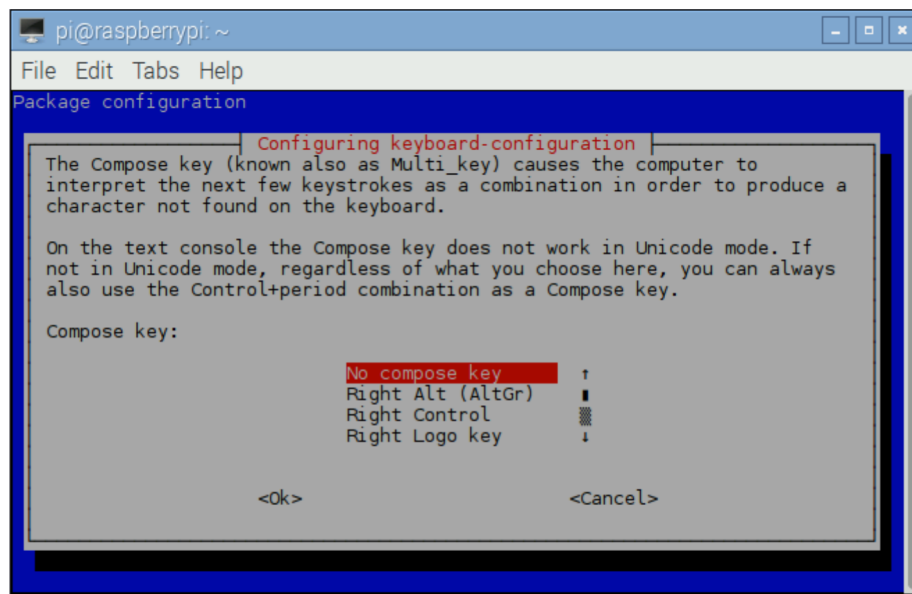 pi@raspberrypi: ~
File Edit Tabs Help
Package configuration
Configuring keyboard-configuration
The Compose key (known also as Multi_key) causes the computer to
interpret the next few keystrokes as a combination in order to produce a
character not found on the keyboard.
On the text console the Compose key does not work in Unicode mode. If
not in Unicode mode, regardless of what you choose here, you can always
also use the Control+period combination as a Compose key.
Compose key:
No compose key
Right Alt (AltGr)
Right Control
Right Logo key
<Ok> <Cancel>